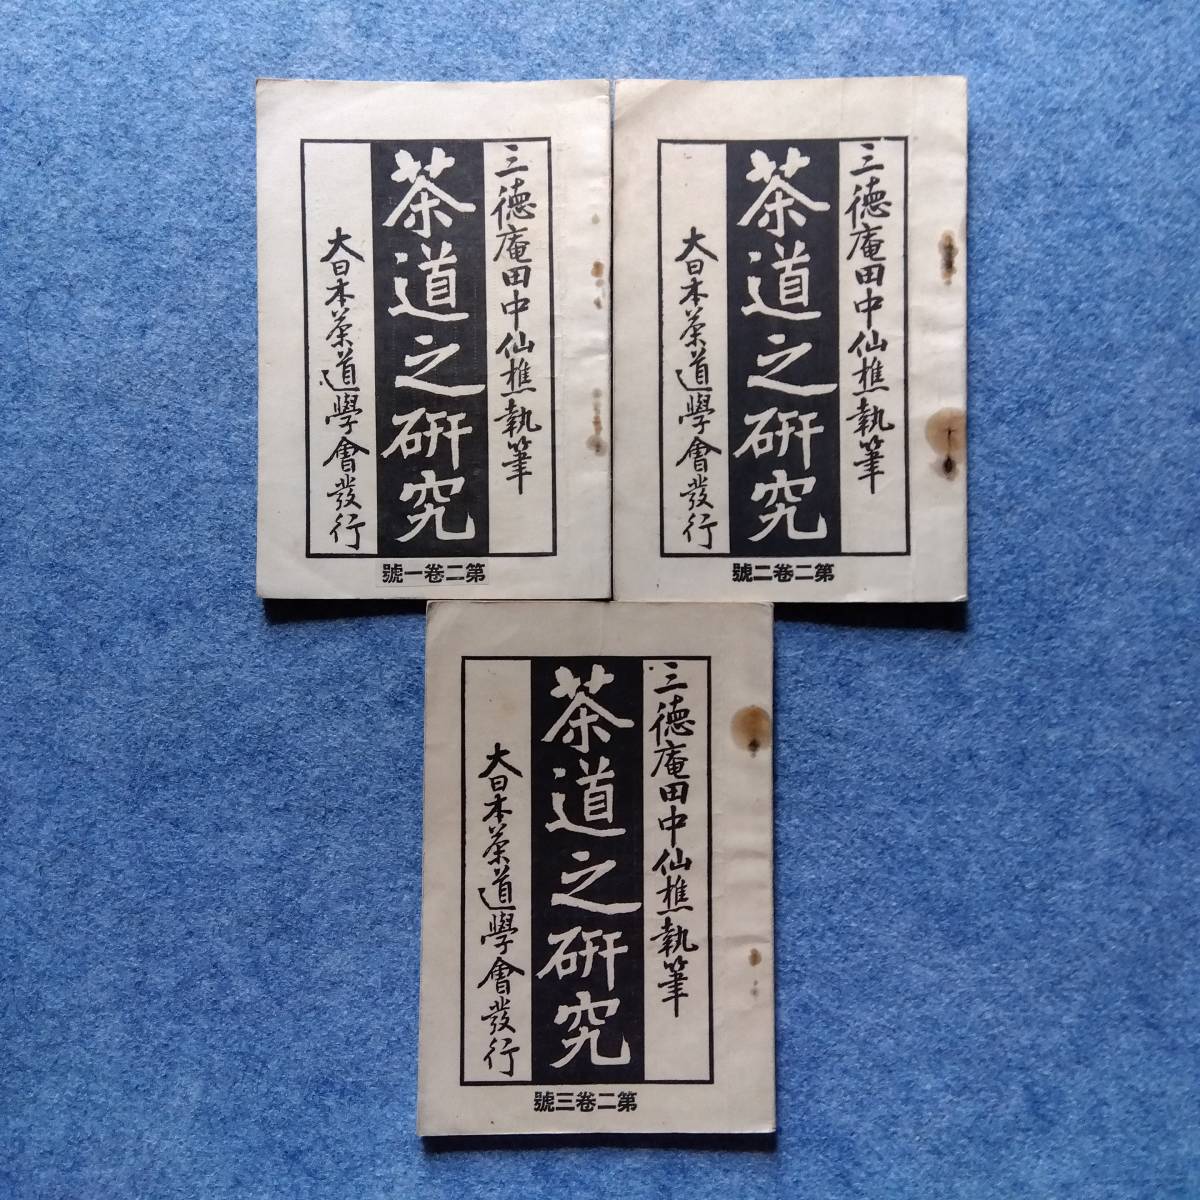 三徳庵田中仙樵執筆
茶道之研究
大日本茶道學會發行
號一卷二第
三徳庵田中仙樵執筆
茶道之研究
大日本茶道學會發行
號二卷二第
三徳庵田中仙樵執筆
茶道之研究
大日本茶道學會發行
號三卷二第